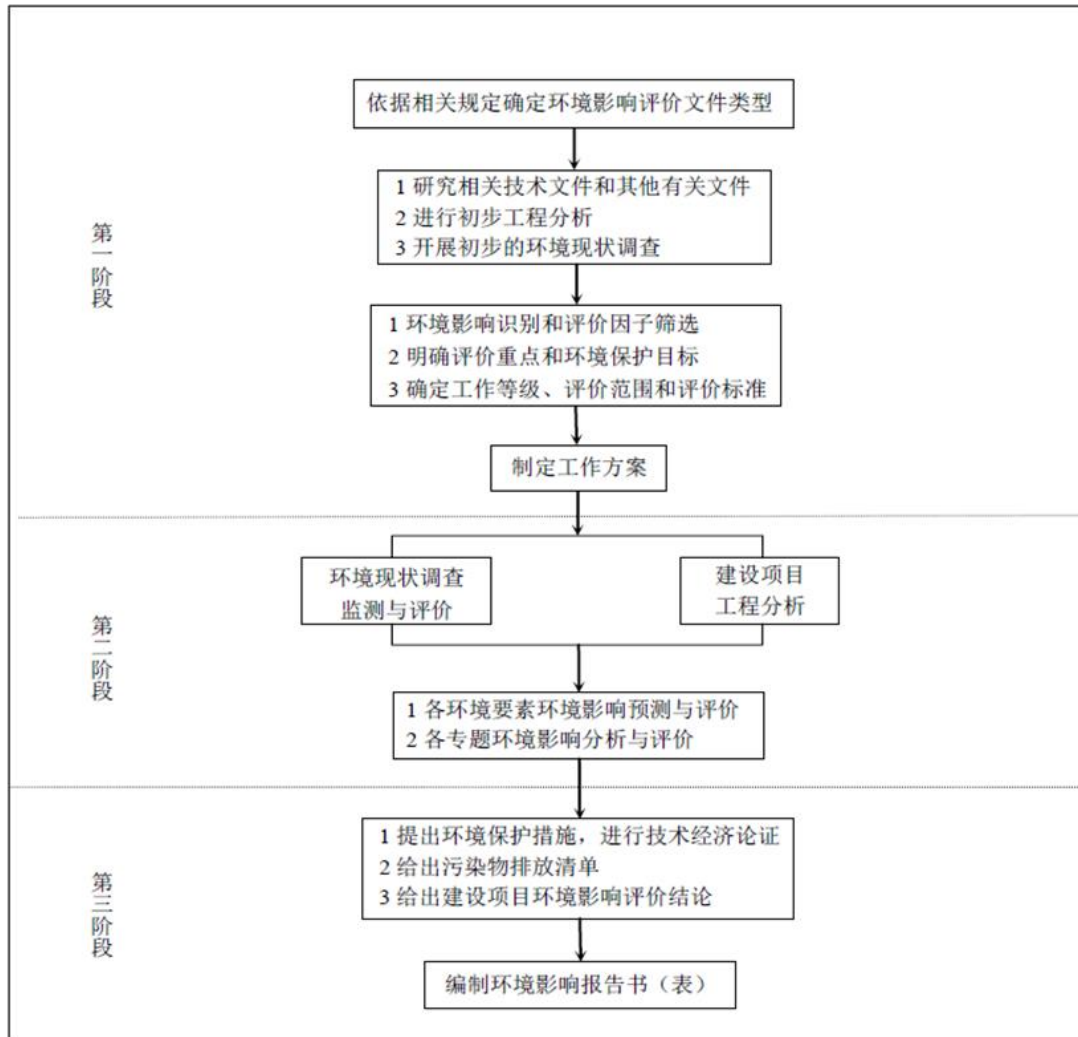 依据相关规定确定环境影响评价文件类型
1 研究相关技术文件和其他有关文件
2 进行初步工程分析
3 开展初步的环境现状调查
第一阶段
1 环境影响识别和评价因子筛选
2 明确评价重点和环境保护目标
3 确定工作等级、评价范围和评价标准
制定工作方案
环境现状调查
监测与评价
建设项目
工程分析
第二阶段
1 各环境要素环境影响预测与评价
2 各专题环境影响分析与评价
1 提出环境保护措施，进行技术经济论证
2 给出污染物排放清单
3 给出建设项目环境影响评价结论
第三阶段
编制环境影响报告书（表）